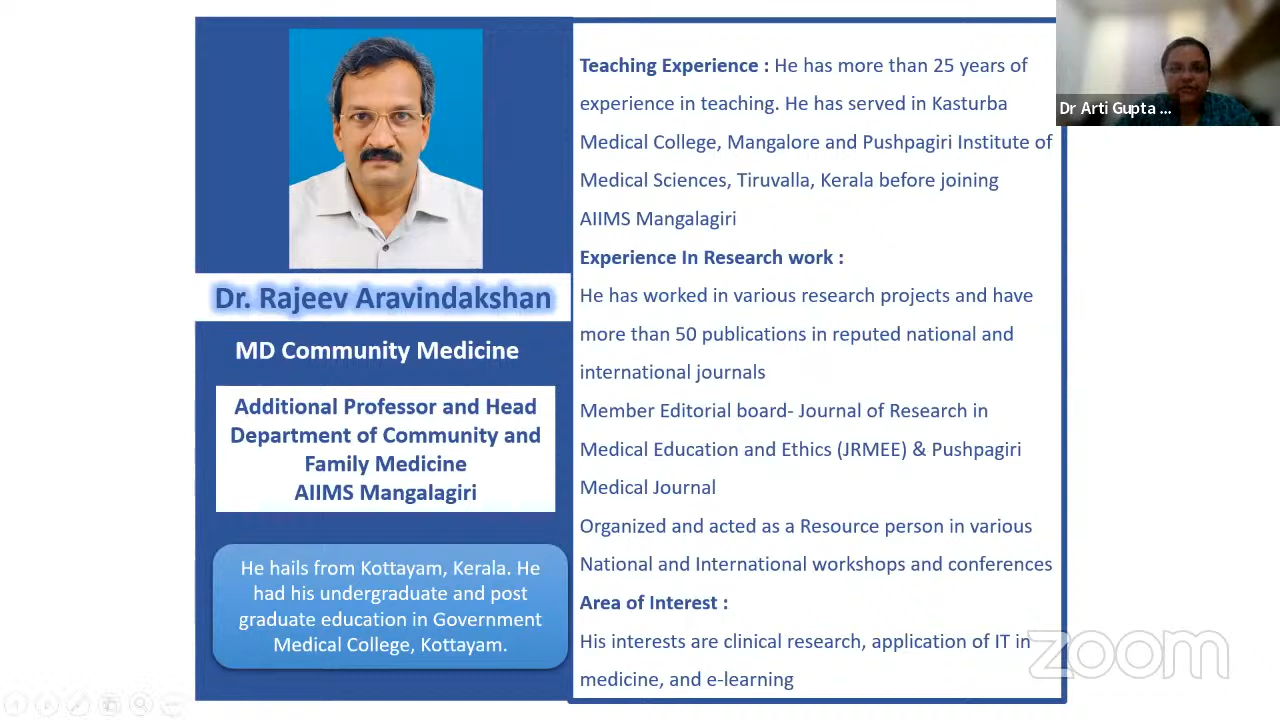 Dr. Rajeev Aravindakshan
MD Community Medicine
Additional Professor and Head
Department of Community and
Family Medicine
AIIMS Mangalagiri
He hails from Kottayam, Kerala. He
had his undergraduate and post
graduate education in Government
Medical College, Kottayam.
Teaching Experience : He has more than 25 years of
experience in teaching. He has served in Kasturba
Medical College, Mangalore and Pushpagiri Institute of
Medical Sciences, Tiruvalla, Kerala before joining
AIIMS Mangalagiri
Experience In Research work :
He has worked in various research projects and have
more than 50 publications in reputed national and
international journals
Member Editorial board- Journal of Research in
Medical Education and Ethics (JRMEE) & Pushpagiri
Medical Journal
Organized and acted as a Resource person in various
National and International workshops and conferences
Area of Interest :
His interests are clinical research, application of IT in
medicine, and e-learning
Dr Arti Gupta ...
zoom